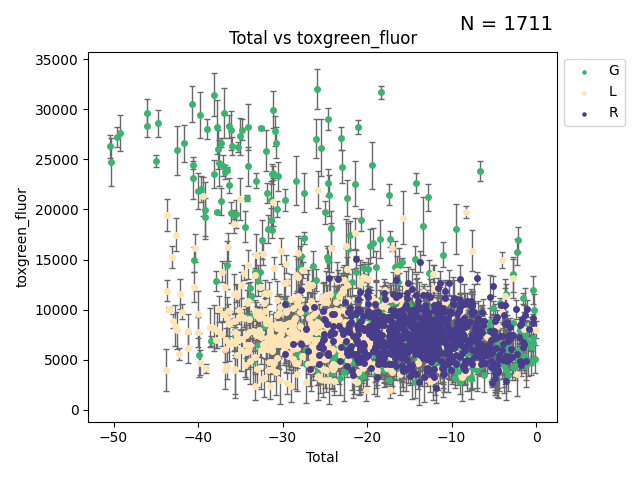 N = 1711
Total vs toxgreen_fluor
35000
30000
25000
20000
15000
10000
5000
0
toxgreen_fluor
−50
−40
−30
−20
−10
0
Total
G
L
R